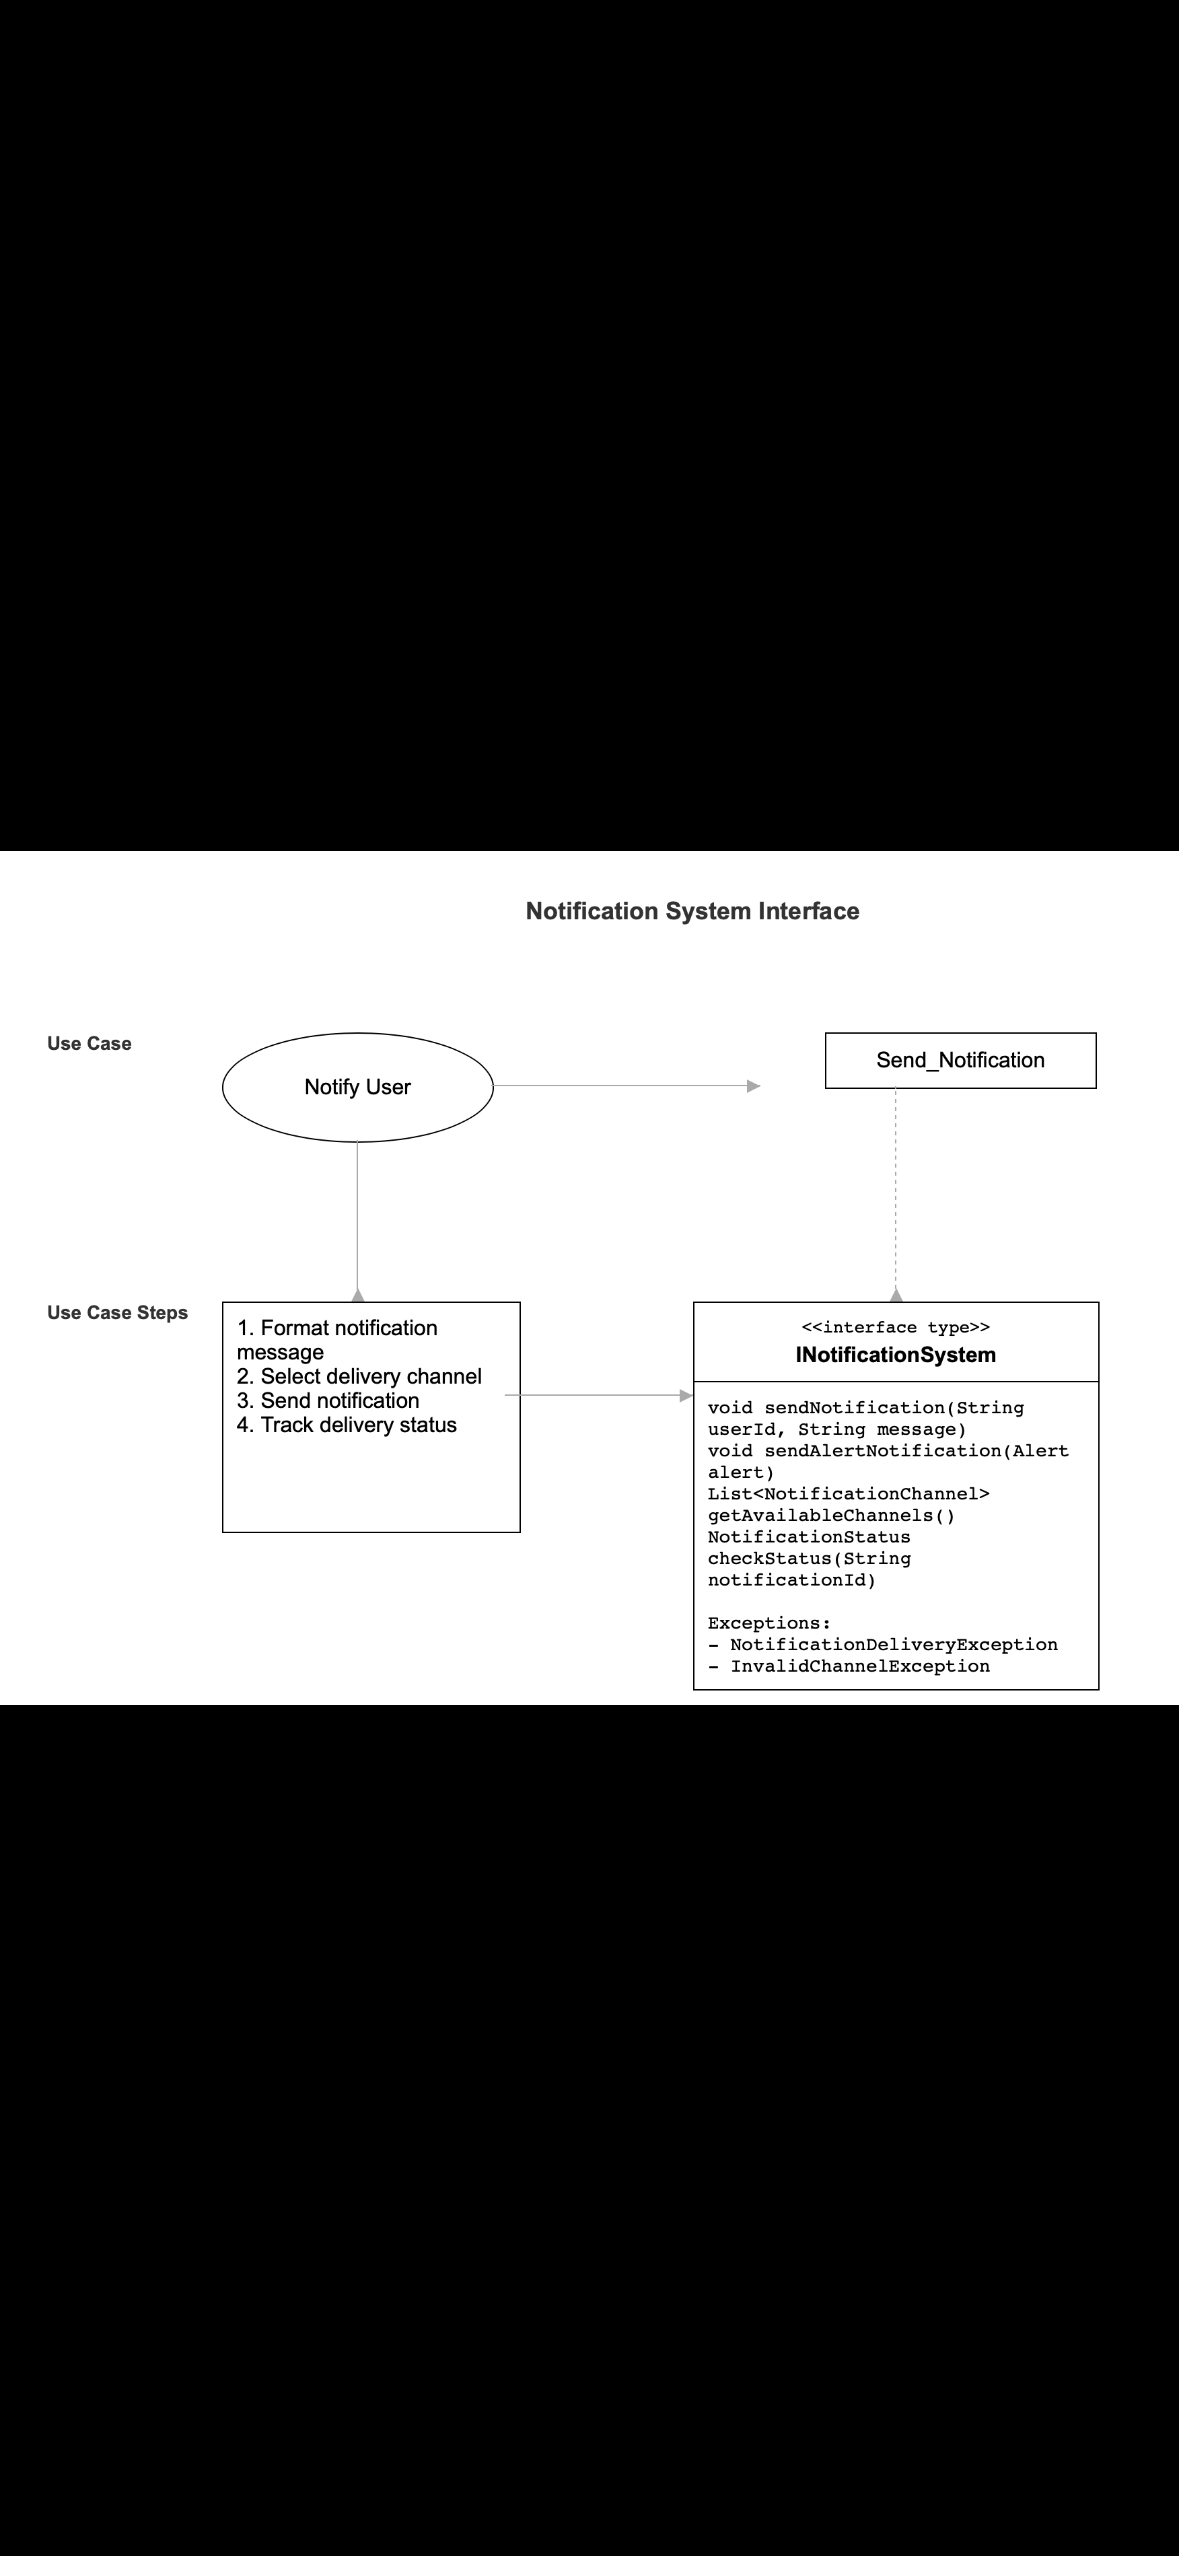 Notification System Interface
Use Case
Notify User
Send_Notification
Use Case Steps
1. Format notification
message
2. Select delivery channel
3. Send notification
4. Track delivery status
<<interface type>>
INotificationSystem
void sendNotification(String
userId, String message)
void sendAlertNotification(Alert
alert)
List<NotificationChannel>
getAvailableChannels()
NotificationStatus
checkStatus(String
notificationId)
Exceptions:
- NotificationDeliveryException
- InvalidChannelException